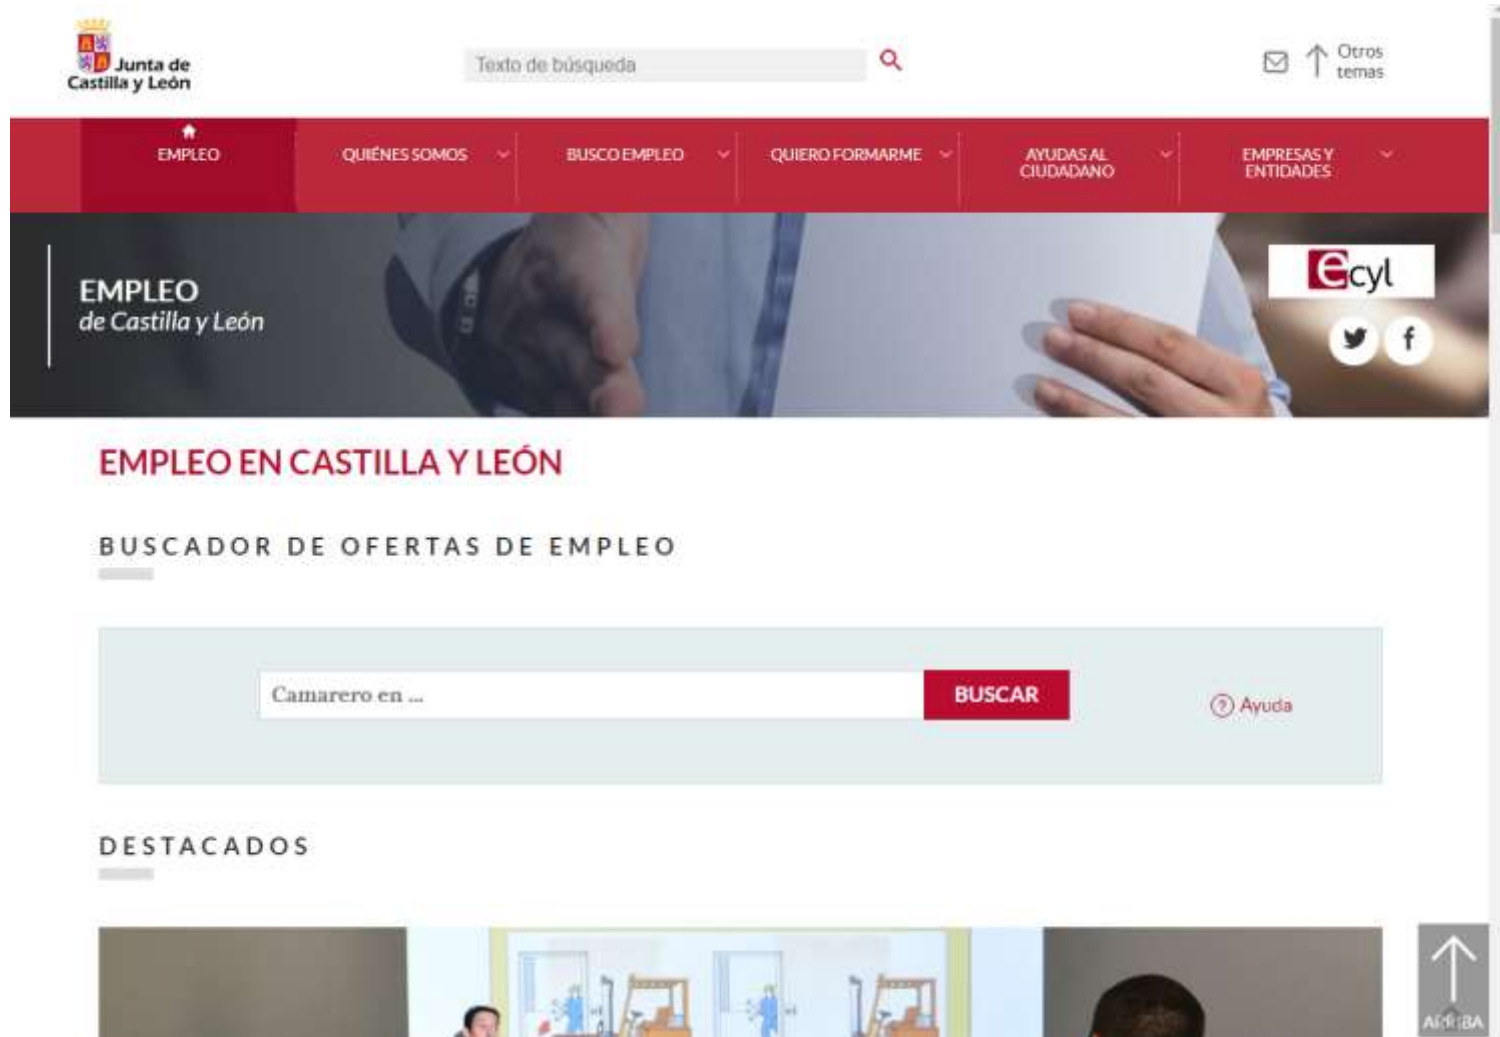 Junta de
Castilla y León
Texto de búsqueda
Otros
temas
EMPLEO
QUIÉNES SOMOS
BUSCO EMPLEO
QUIERO FORMARME
AYUDAS AL
CIUDADANO
EMPRESAS Y
ENTIDADES
EMPLEO
de Castilla y León
ecyl
EMPLEO EN CASTILLA Y LEÓN
BUSCADOR DE OFERTAS DE EMPLEO
Camarero en ...
BUSCAR
? Ayuda
DESTACADOS
ARRIBA